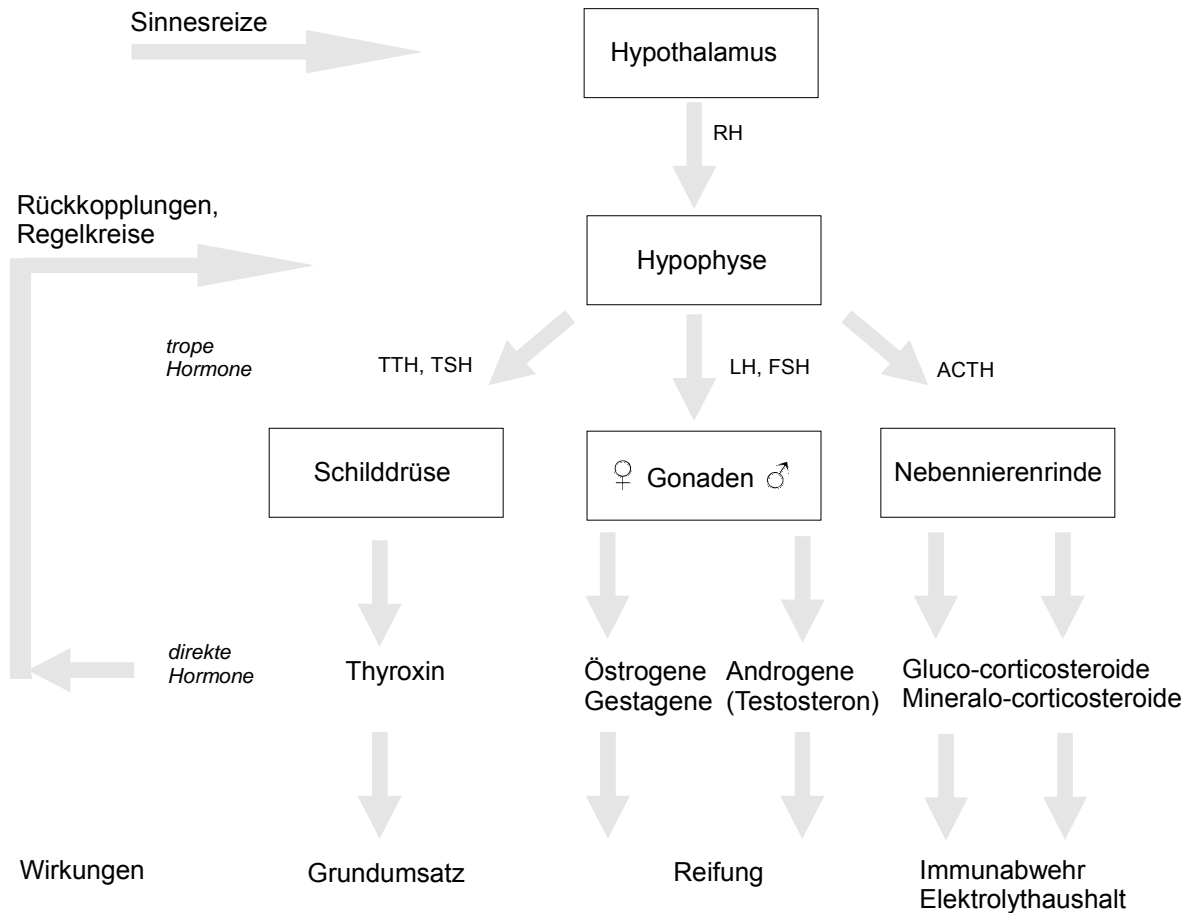 Sinnesreize
Hypothalamus
RH
Rückkopplungen,
Regelkreise
Hypophyse
trope
Hormone
TTH, TSH
LH, FSH
ACTH
Schilddrüse
♀ Gonaden ♂
Nebennierenrinde
direkte
Hormone
Thyroxin
Östrogene
Gestagene
Androgene
(Testosteron)
Gluco-corticosteroide
Mineralo-corticosteroide
Wirkungen
Grundumsatz
Reifung
Immunabwehr
Elektrolythaushalt